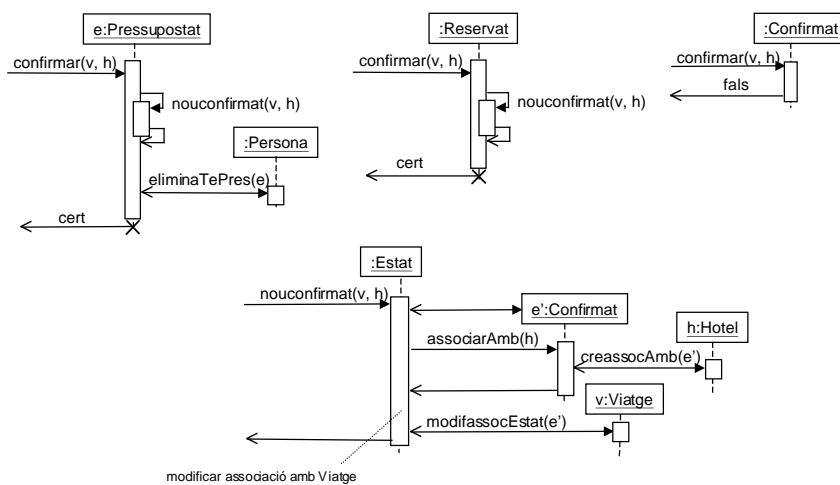 e:Pressupostat
confirmar(v, h)
nouconfirmat(v, h)
:Persona
eliminaTePres(e)
cert
:Reservat
confirmar(v, h)
nouconfirmat(v, h)
cert
:Confirmat
confirmar(v, h)
fals
:Estat
nouconfirmat(v, h)
e':Confirmat
associarAmb(h)
h:Hotel
creassocAmb(e')
v:Viatge
modifassocEstat(e')
modificar associació amb Viatge